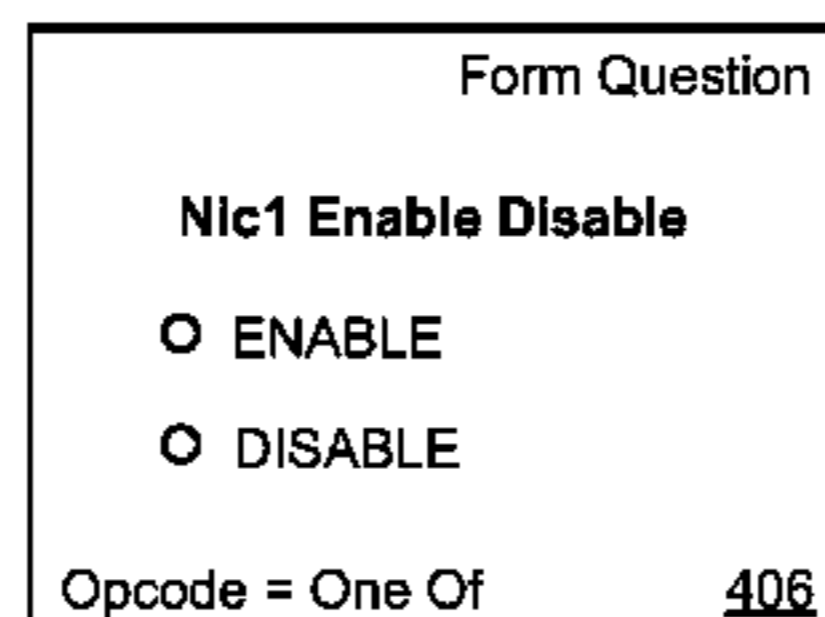 Form Question
Nic1 Enable Disable
ENABLE
DISABLE
Opcode = One Of 406